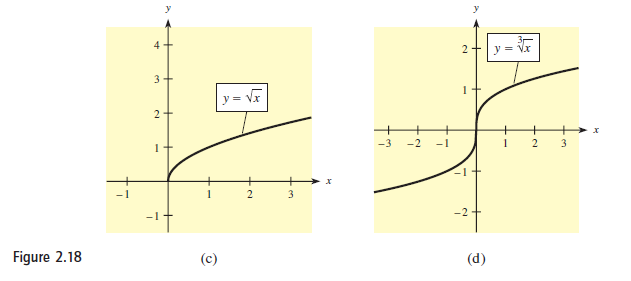 y
4
3
2
1
-1
-1
1
2
3
x
y = √x
y
2
1
-1
-2
-3
-2
-1
1
2
3
x
y = ∛x
Figure 2.18
(c)
(d)